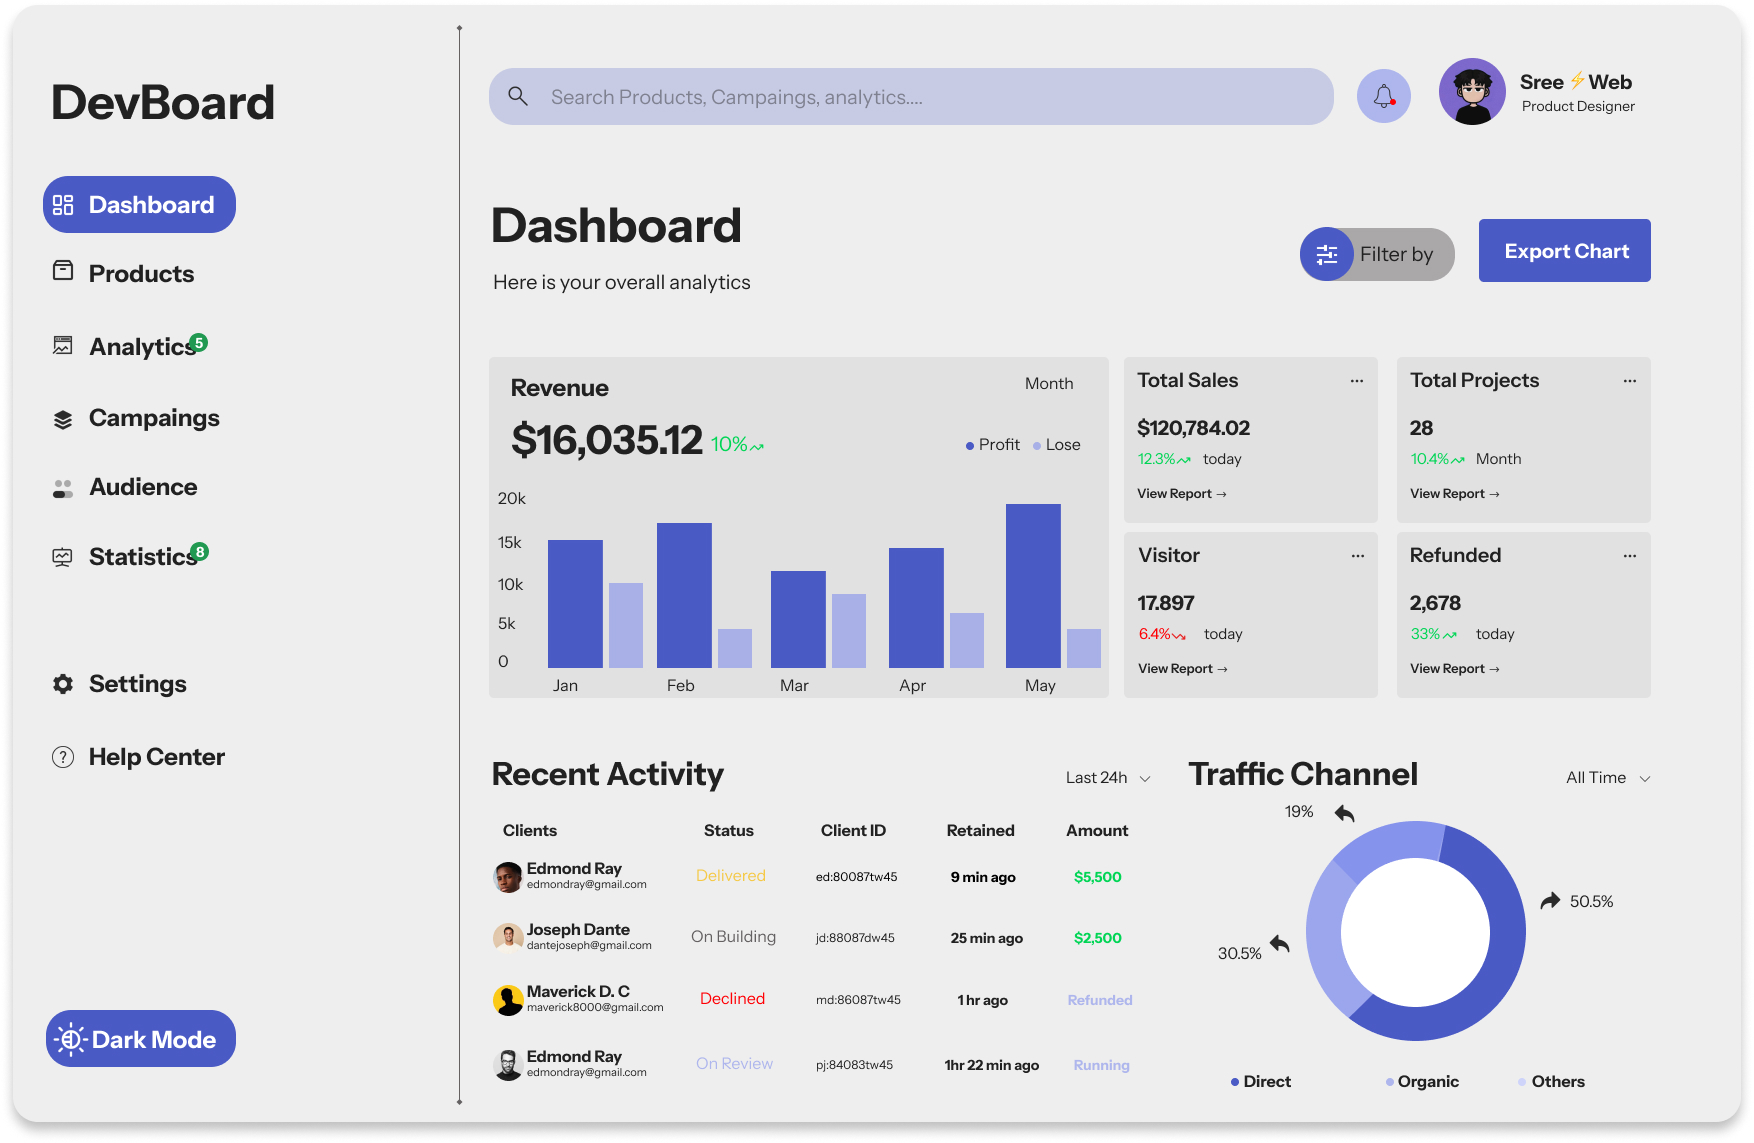 DevBoard
Dashboard
Products
Analytics 5
Campaings
Audience
Statistics 8
Settings
Help Center
Dark Mode
Search Products, Campaings, analytics....
Sree ⚡Web
Product Designer
Dashboard
Here is your overall analytics
Filter by
Export Chart
Revenue
Month
$16,035.12 10%
Profit Lose
20k
15k
10k
5k
0
Jan Feb Mar Apr May
Total Sales ...
$120,784.02
12.3% today
View Report →
Total Projects ...
28
10.4% Month
View Report →
Visitor ...
17.897
6.4% today
View Report →
Refunded ...
2,678
33% today
View Report →
Recent Activity
Last 24h
Clients Status Client ID Retained Amount
Edmond Ray
edmondray@gmail.com
Delivered ed:80087tw45 9 min ago $5,500
Joseph Dante
dantejoseph@gmail.com
On Building jd:88087dw45 25 min ago $2,500
Maverick D. C
maverick8000@gmail.com
Declined md:86087tw45 1 hr ago Refunded
Edmond Ray
edmondray@gmail.com
On Review pj:84083tw45 1hr 22 min ago Running
Traffic Channel
All Time
19%
50.5%
30.5%
Direct Organic Others